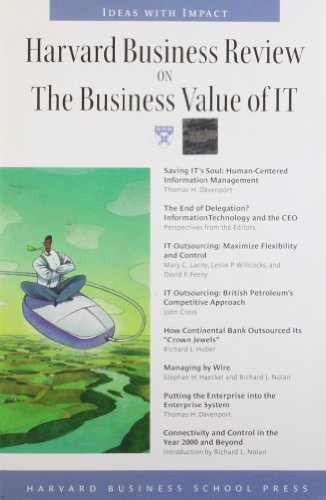 IDEAS WITH IMPACT
Harvard Business Review
ON
The Business Value of IT
Saving IT's Soul: Human-Centered
Information Management
Thomas H. Davenport
The End of Delegation?
InformationTechnology and the CEO
Perspectives from the Editors
IT Outsourcing: Maximize Flexibility
and Control
Mary C. Lacity, Leslie P. Willcocks, and
David F. Feeny
IT Outsourcing: British Petroleum's
Competitive Approach
John Cross
How Continental Bank Outsourced Its
"Crown Jewels"
Richard L. Huber
Managing by Wire
Stephan H. Haeckel and Richard L. Nolan
Putting the Enterprise into the
Enterprise System
Thomas H. Davenport
Connectivity and Control in the
Year 2000 and Beyond
Introduction by Richard L. Nolan
HARVARD BUSINESS SCHOOL PRESS